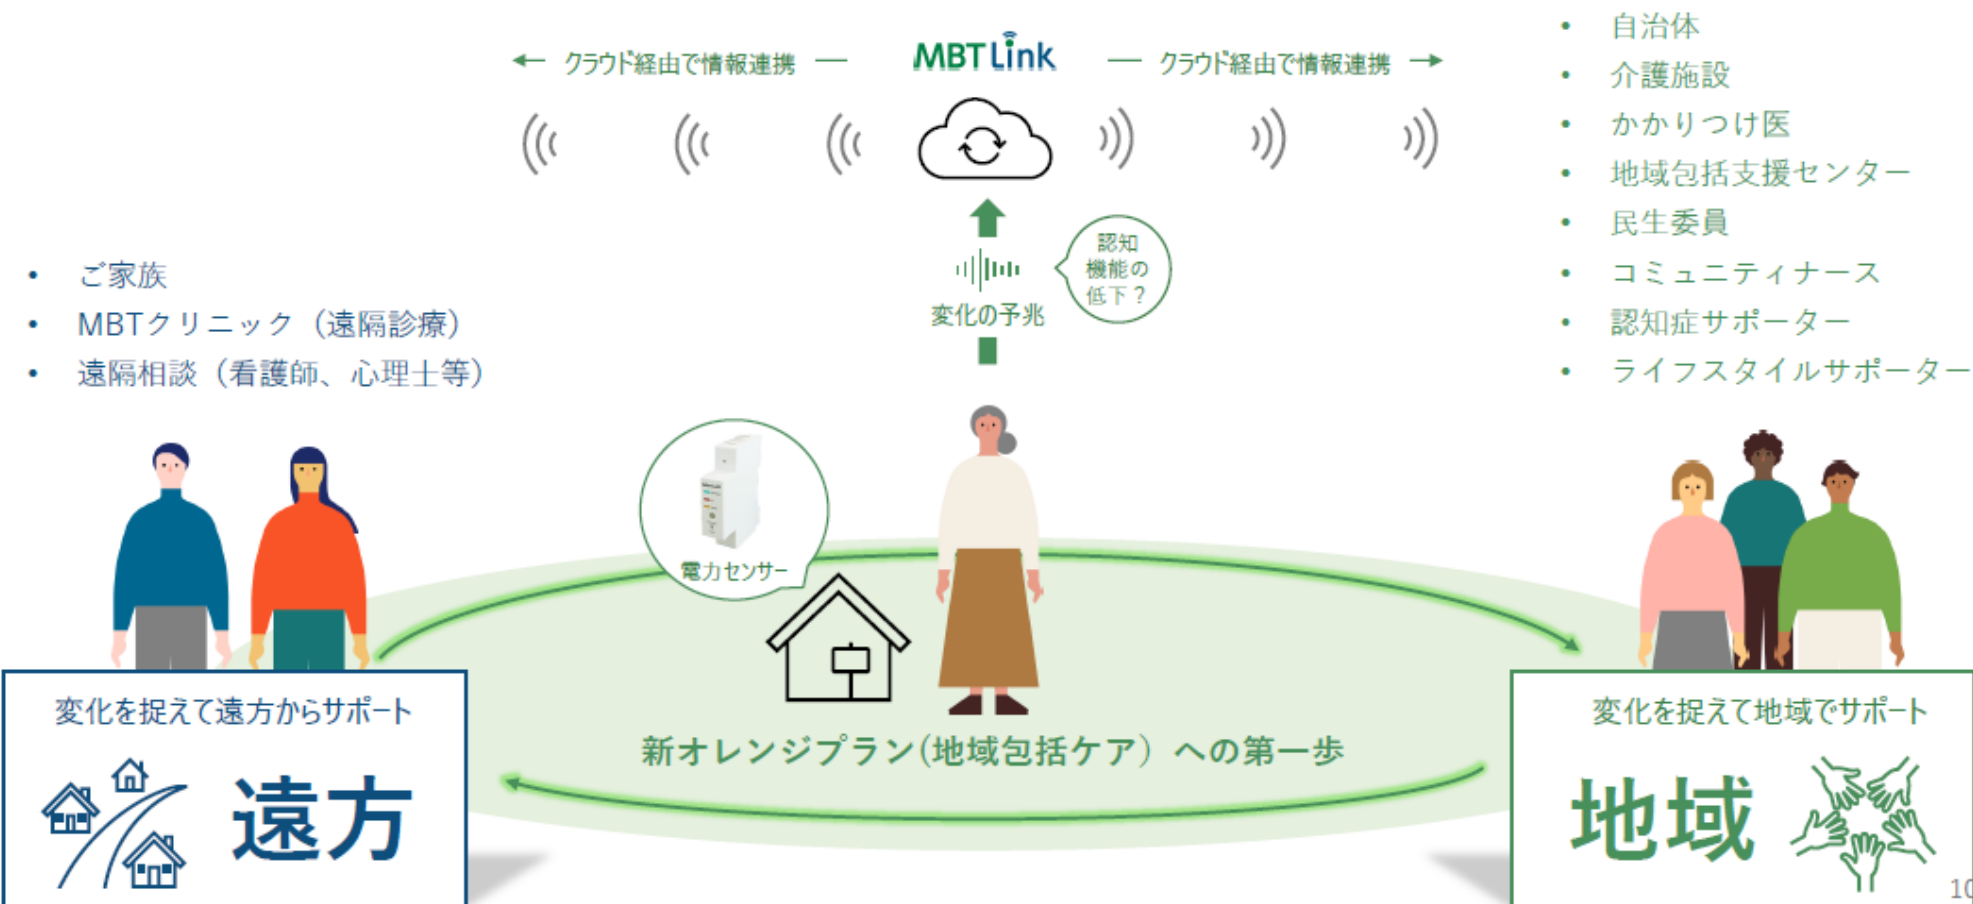 ← クラウド経由で情報連携 —
MBT Link
— クラウド経由で情報連携 →
• 自治体
• 介護施設
• かかりつけ医
• 地域包括支援センター
• 民生委員
• コミュニティナース
• 認知症サポーター
• ライフスタイルサポーター
認知
機能の
低下？
変化の予兆
• ご家族
• MBTクリニック（遠隔診療）
• 遠隔相談（看護師、心理士等）
電力センサー
変化を捉えて遠方からサポート
遠方
新オレンジプラン(地域包括ケア）への第一歩
変化を捉えて地域でサポート
地域
10